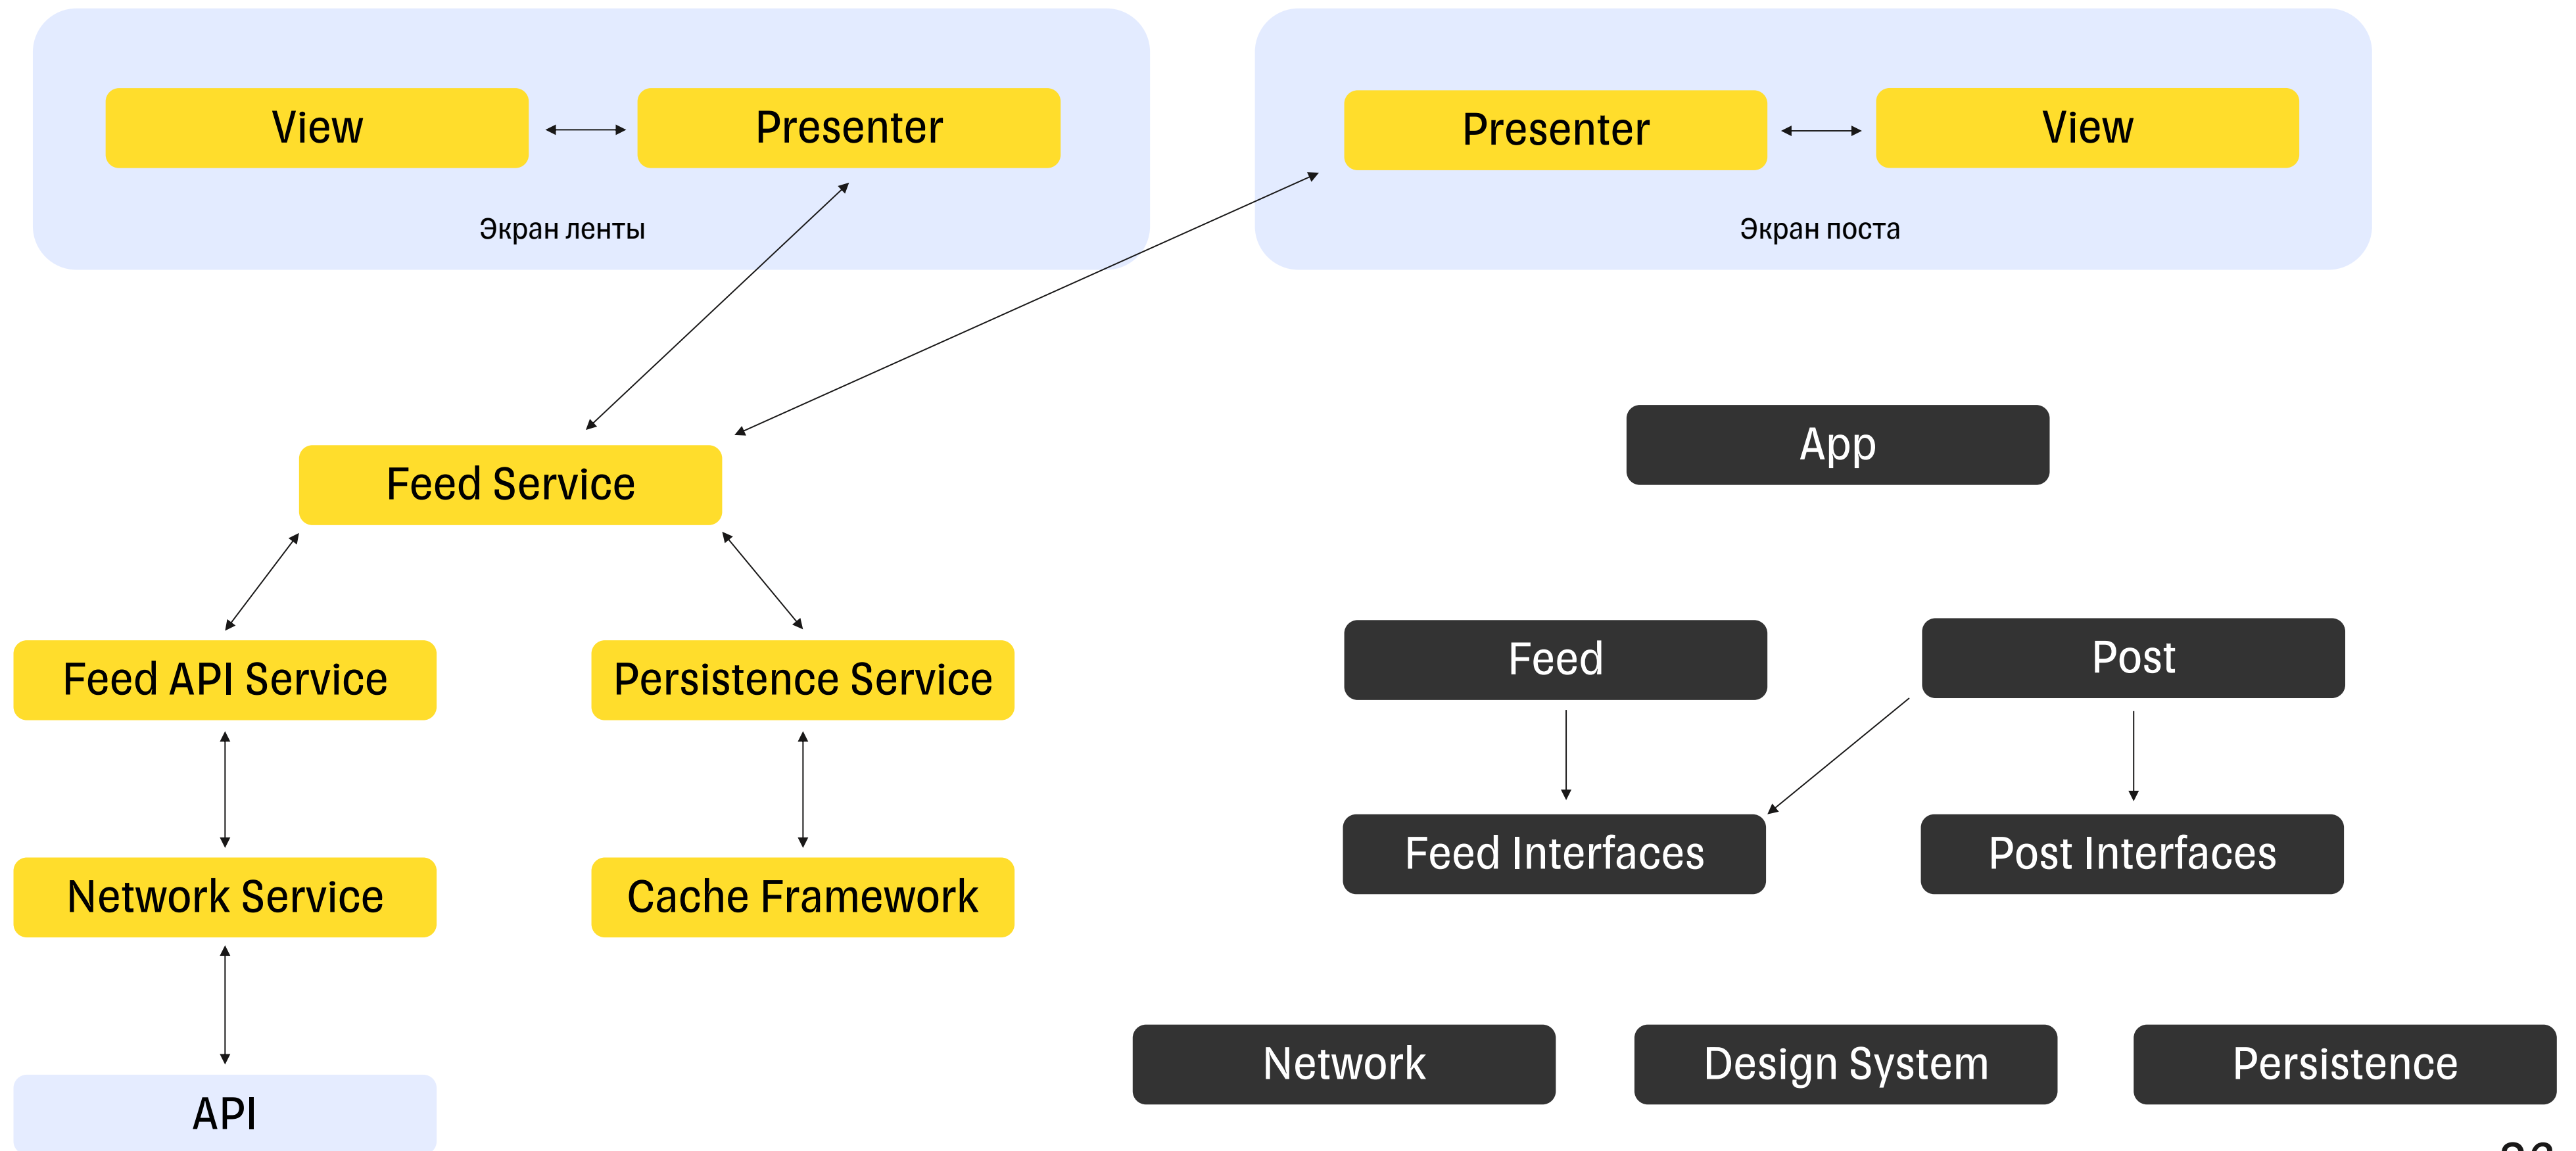 View
Presenter
Экран ленты
Presenter
View
Экран поста
Feed Service
Feed API Service
Persistence Service
Network Service
Cache Framework
API
App
Feed
Post
Feed Interfaces
Post Interfaces
Network
Design System
Persistence